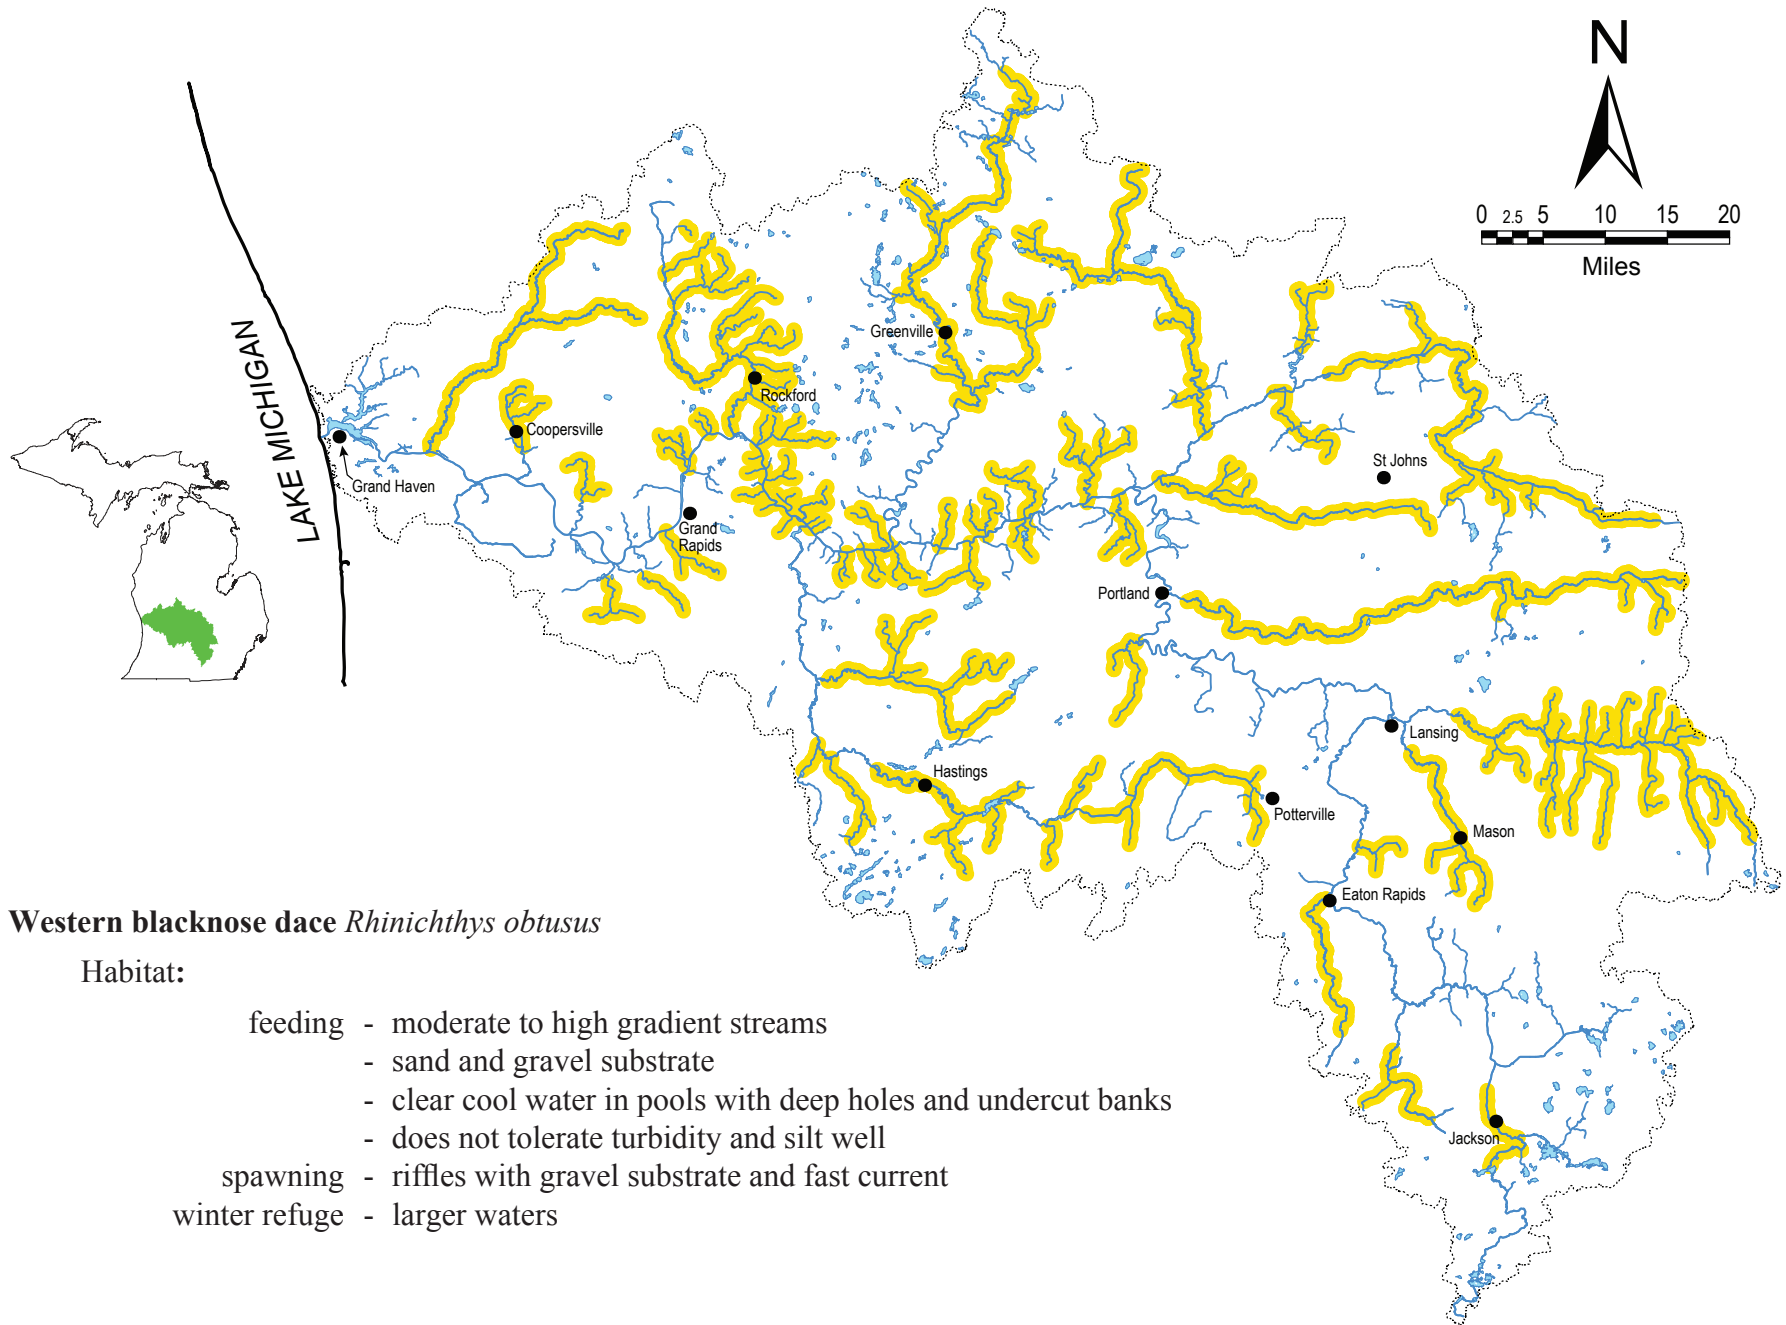 N
0 2.5 5 10 15 20
Miles
LAKE MICHIGAN
Greenville
Rockford
Coopersville
Grand Haven
St Johns
Grand
Rapids
Portland
Lansing
Hastings
Potterville
Mason
Eaton Rapids
Jackson
Western blacknose dace Rhinichthys obtusus
Habitat:
feeding - moderate to high gradient streams
- sand and gravel substrate
- clear cool water in pools with deep holes and undercut banks
- does not tolerate turbidity and silt well
spawning - riffles with gravel substrate and fast current
winter refuge - larger waters